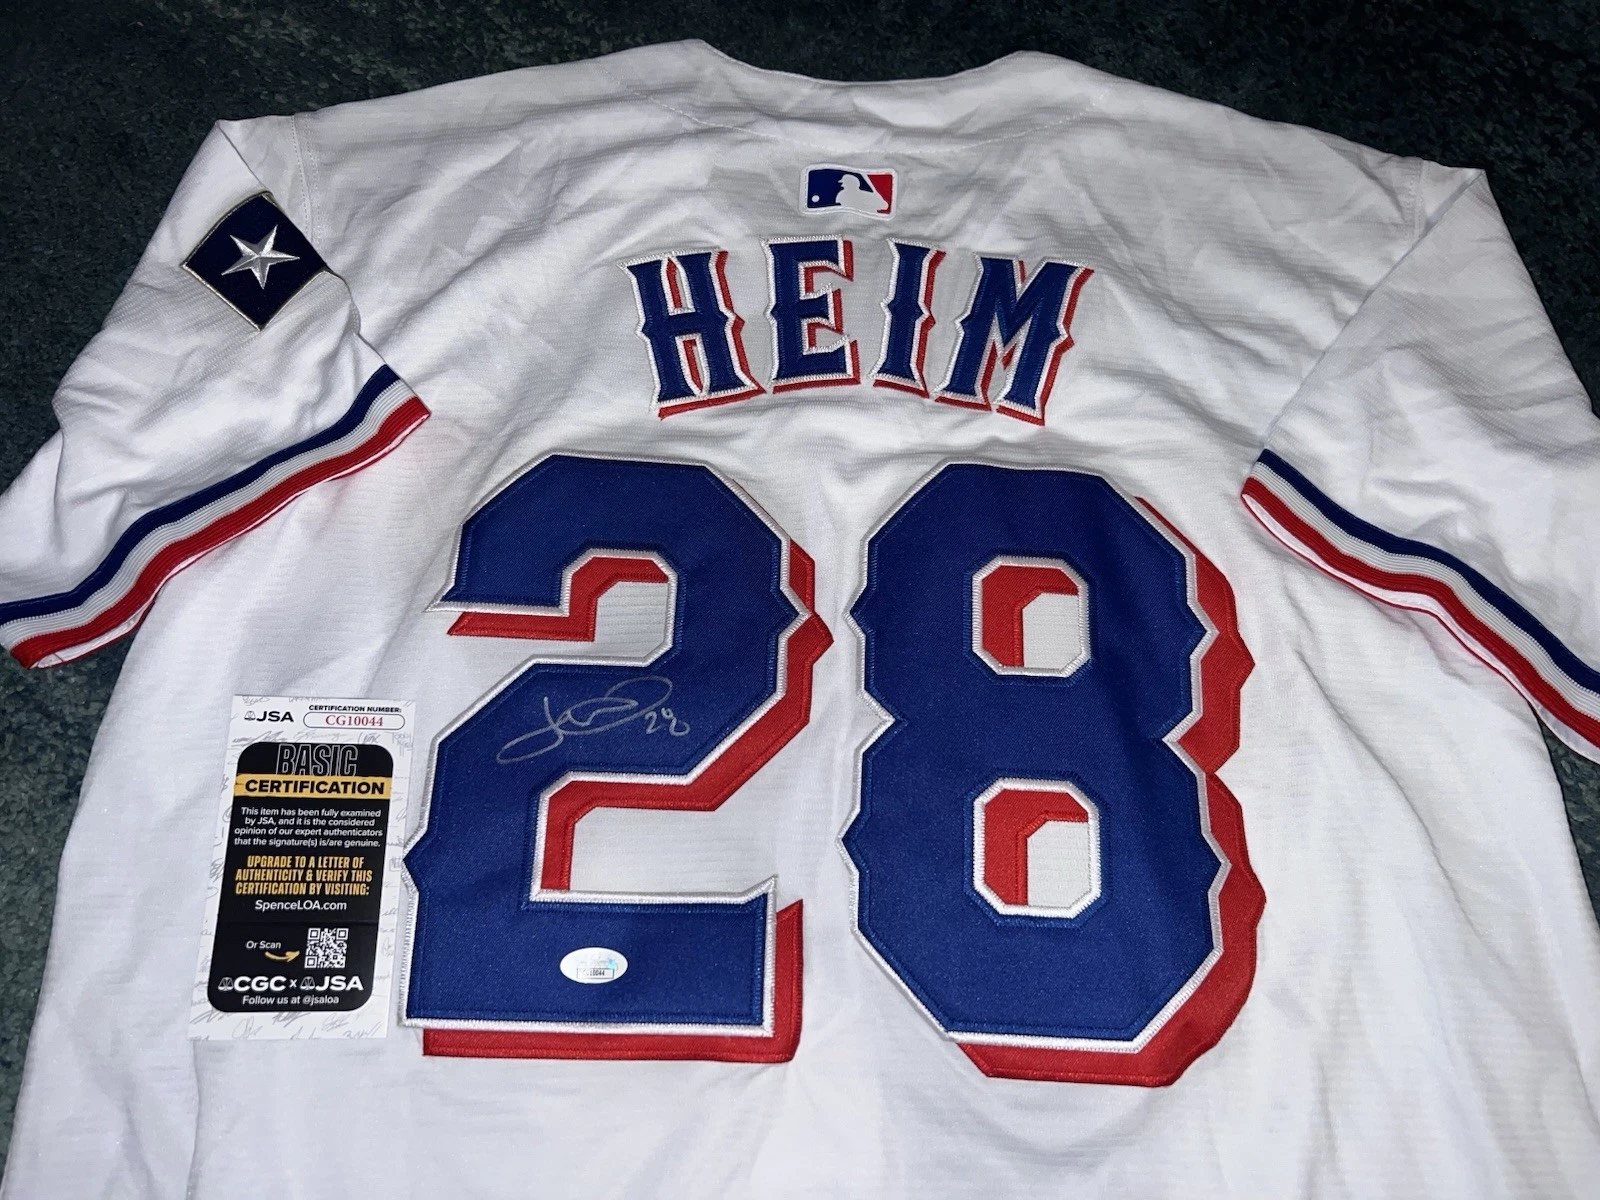 HEIM
28
28
JSA
CERTIFICATION NUMBER:
CG10044
BASIC
CERTIFICATION
This item has been fully examined
by JSA, and it is the considered
opinion of our expert authenticators
that the signature(s) is/are genuine.
UPGRADE TO A LETTER OF
AUTHENTICITY & VERIFY THIS
CERTIFICATION BY VISITING:
SpenceLOA.com
Or Scan
CGC x JSA
Follow us at @jsaloa
CG10044